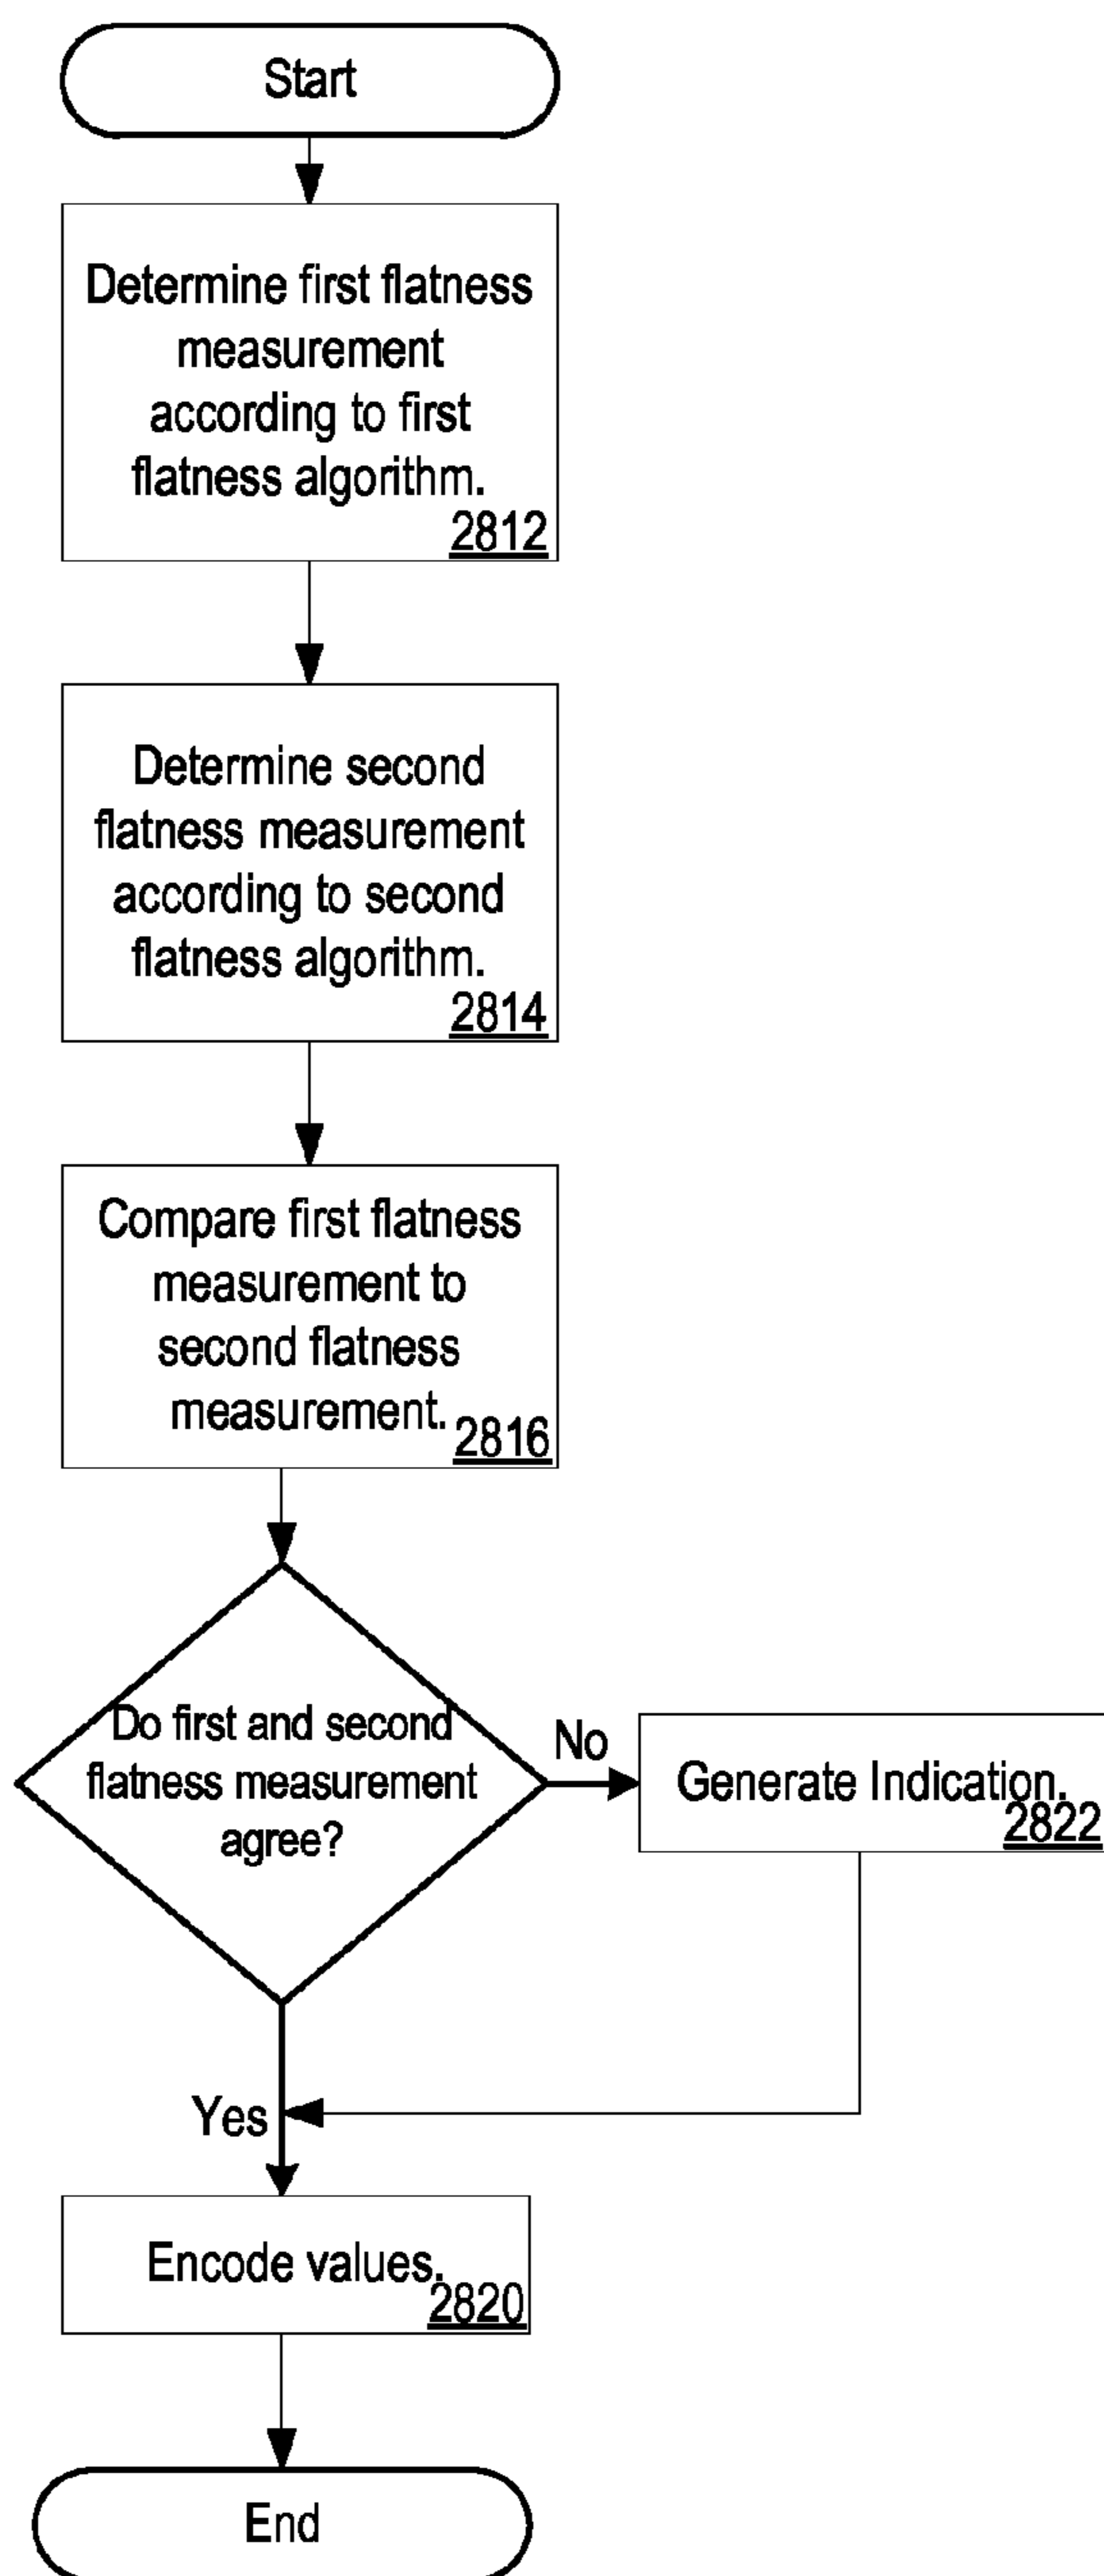 Start
Determine first flatness
measurement
according to first
flatness algorithm.
2812
Determine second
flatness measurement
according to second
flatness algorithm.
2814
Compare first flatness
measurement to
second flatness
measurement.
2816
Do first and second
flatness measurement
agree?
No
Generate Indication.
2822
Yes
Encode values.
2820
End